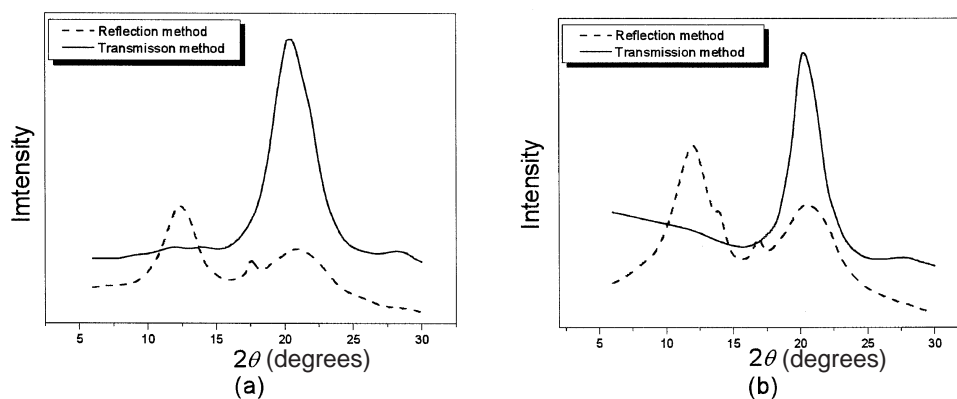 Reflection method
Transmisson method
Imtensity
5 10 15 20 25 30
2θ (degrees)
(a)
Reflection method
Transmission method
Intensity
5 10 15 20 25 30
2θ (degrees)
(b)